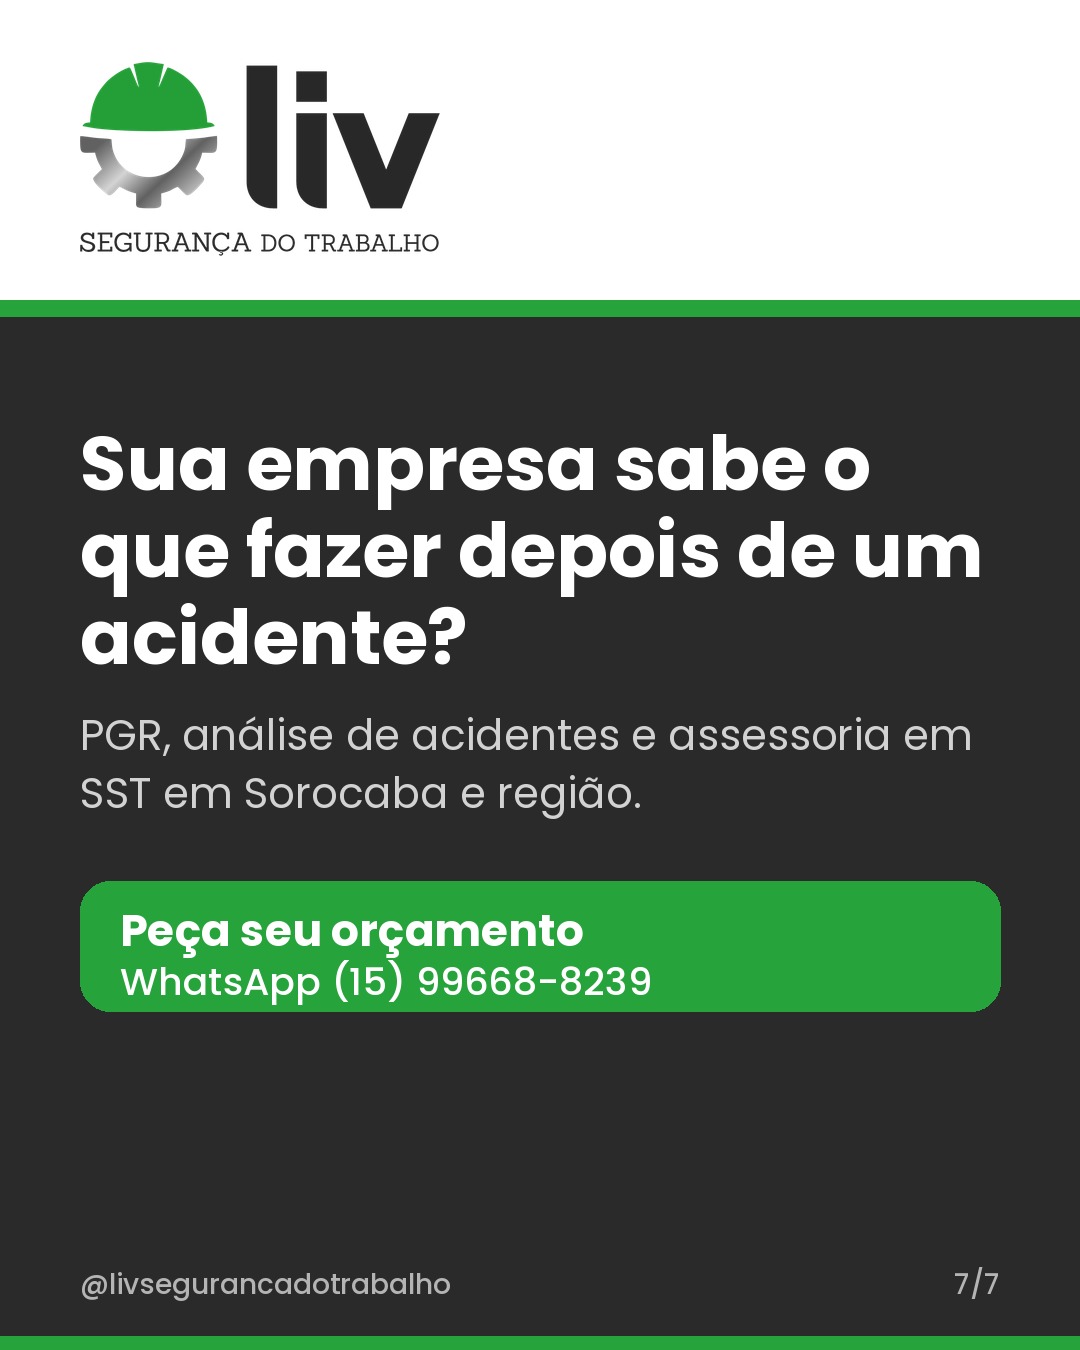 liv
SEGURANÇA DO TRABALHO
Sua empresa sabe o
que fazer depois de um
acidente?
PGR, análise de acidentes e assessoria em
SST em Sorocaba e região.
Peça seu orçamento
WhatsApp (15) 99668-8239
@livsegurancadotrabalho
7/7